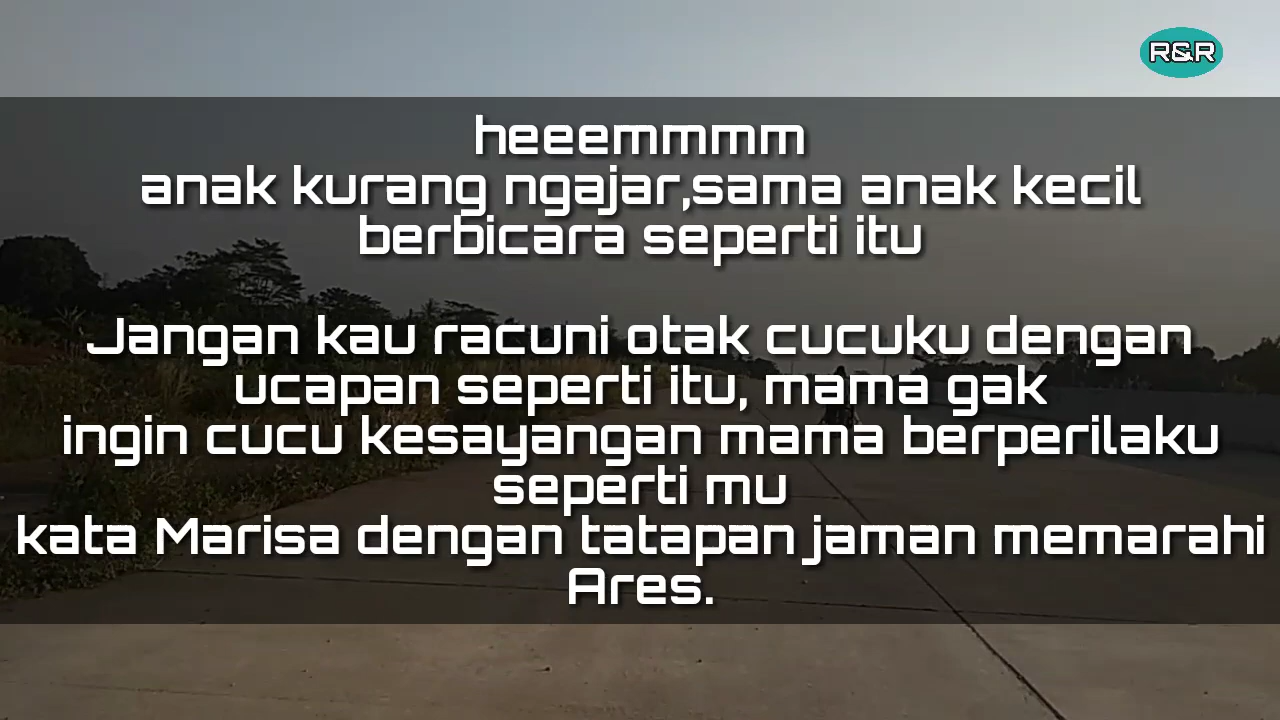 R&R
heeemmmm
anak kurang ngajar,sama anak kecil
berbicara seperti itu
Jangan kau racuni otak cucuku dengan
ucapan seperti itu, mama gak
ingin cucu kesayangan mama berperilaku
seperti mu
kata Marisa dengan tatapan jaman memarahi
Ares.